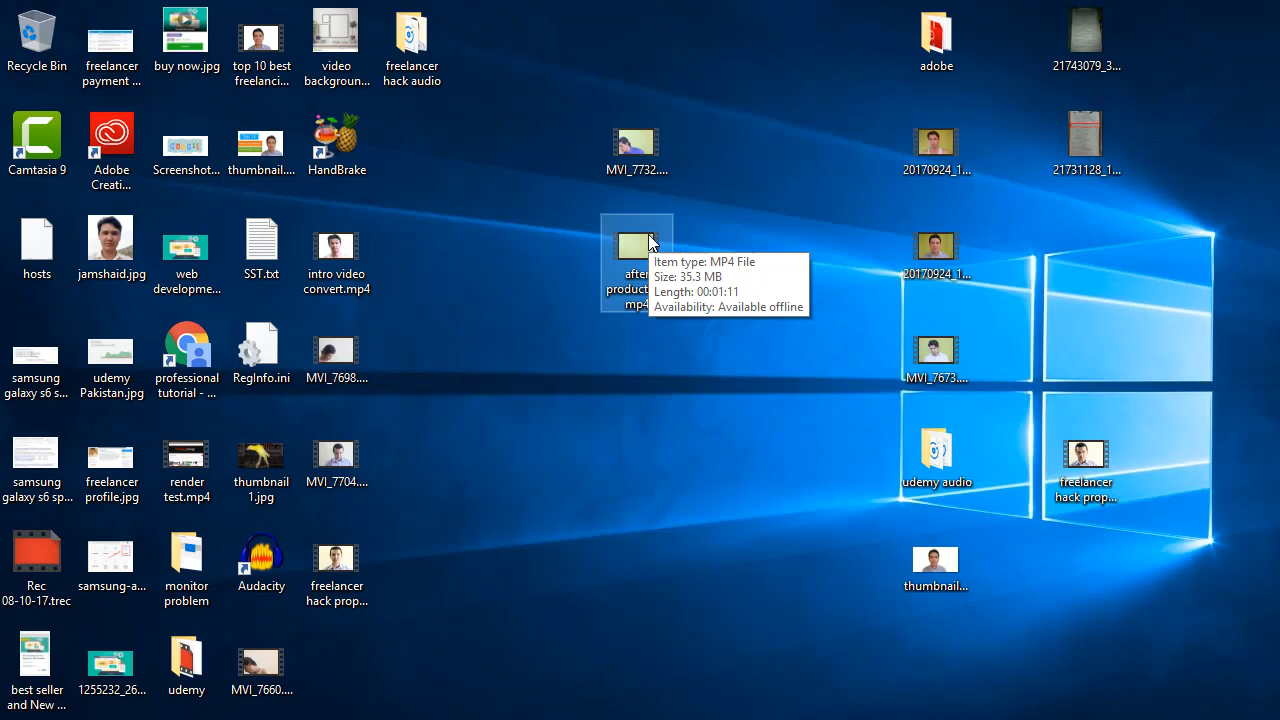 Recycle Bin
freelancer
payment ...
buy now.jpg
top 10 best
freelanci...
video
backgroun...
freelancer
hack audio
adobe
21743079_3...
Camtasia 9
Adobe
Creati...
Screenshot...
thumbnail....
HandBrake
MVI_7732....
20170924_1...
21731128_1...
hosts
jamshaid.jpg
web
developme...
SST.txt
intro video
convert.mp4
after
product
mp4
Item type: MP4 File
Size: 35.3 MB
Length: 00:01:11
Availability: Available offline
20170924_1...
samsung
galaxy s6 s...
udemy
Pakistan.jpg
professional
tutorial - ...
RegInfo.ini
MVI_7698....
MVI_7673....
samsung
galaxy s6 sp...
freelancer
profile.jpg
render
test.mp4
thumbnail
1.jpg
MVI_7704....
udemy audio
freelancer
hack prop...
Rec
08-10-17.trec
samsung-a...
monitor
problem
Audacity
freelancer
hack prop...
thumbnail...
best seller
and New ...
1255232_26...
udemy
MVI_7660....